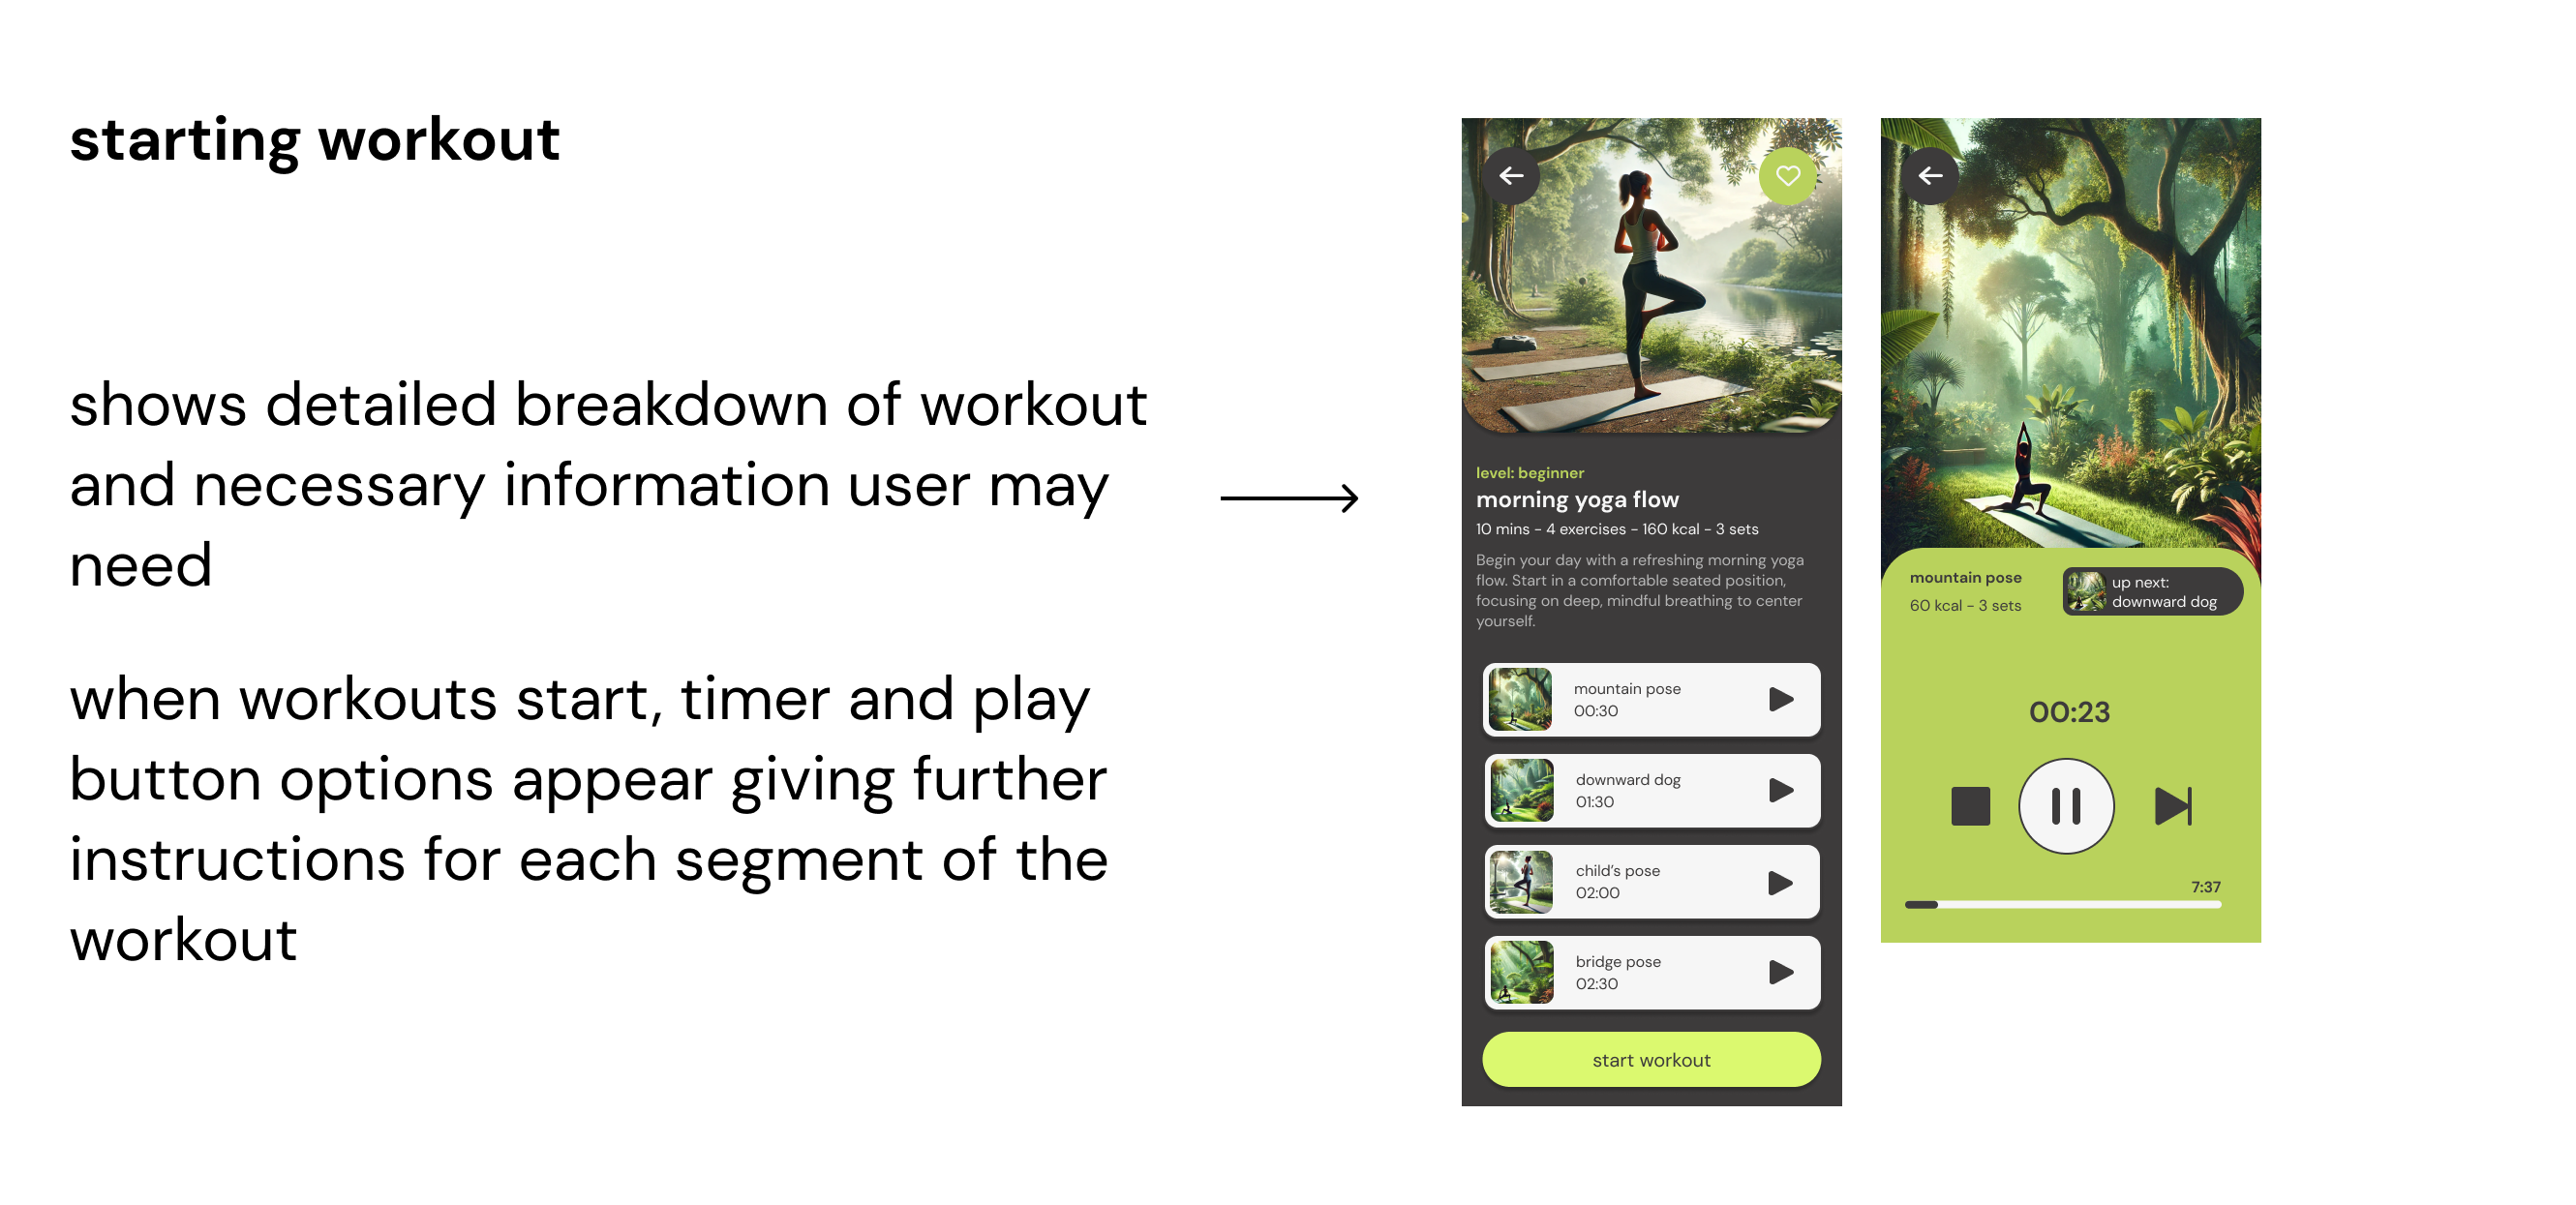 starting workout
shows detailed breakdown of workout
and necessary information user may
need
when workouts start, timer and play
button options appear giving further
instructions for each segment of the
workout
level: beginner
morning yoga flow
10 mins - 4 exercises - 160 kcal - 3 sets
Begin your day with a refreshing morning yoga
flow. Start in a comfortable seated position,
focusing on deep, mindful breathing to center
yourself.
mountain pose
00:30
downward dog
01:30
child’s pose
02:00
bridge pose
02:30
start workout
mountain pose
60 kcal - 3 sets
up next:
downward dog
00:23
7:37